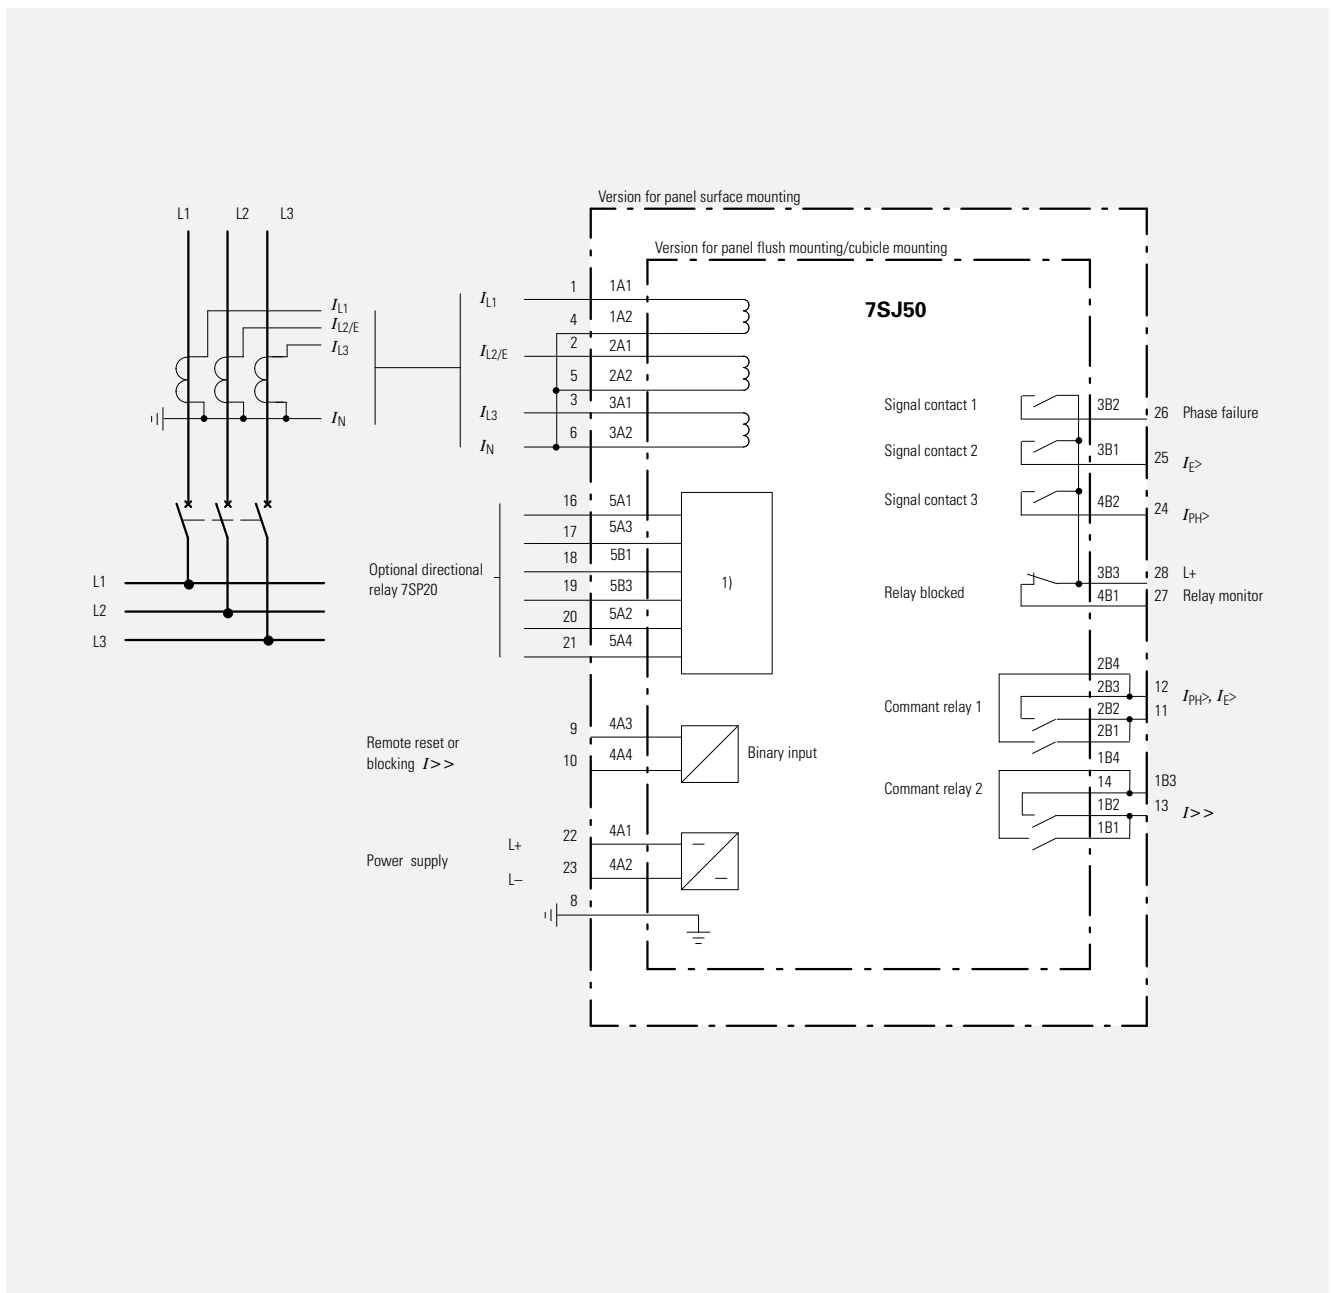 Version for panel surface mounting
L1 L2 L3
Version for panel flush mounting/cubicle mounting
7SJ50
IL1
IL2/E
IL3
IN
IL1
IL2/E
IL3
IN
1 1A1
4 1A2
2 2A1
5 2A2
3 3A1
6 3A2
Signal contact 1 3B2 26 Phase failure
Signal contact 2 3B1 25 IE>
Signal contact 3 4B2 24 IPH>
Relay blocked
3B3 28 L+
4B1 27 Relay monitor
Optional directional
relay 7SP20
16 5A1
17 5A3
18 5B1
19 5B3
20 5A2
21 5A4
1)
L1
L2
L3
Commant relay 1
2B4
2B3 12 IPH>, IE>
2B2 11
2B1
Remote reset or
blocking I>>
9 4A3
10 4A4
Binary input
Commant relay 2
1B4
14 1B3
1B2 13 I>>
1B1
Power supply
L+ 22 4A1
L– 23 4A2
8